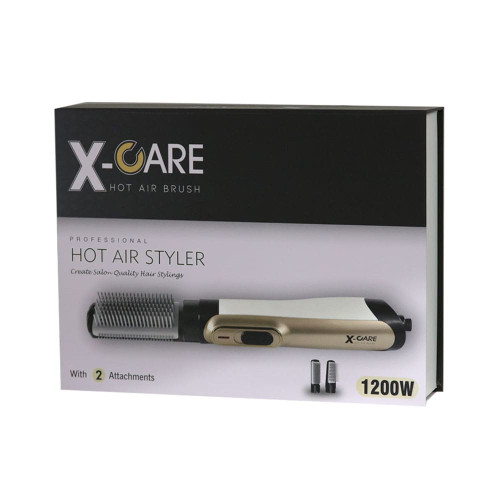 X-CARE
HOT AIR BRUSH
PROFESSIONAL
HOT AIR STYLER
Create Salon Quality Hair Stylings
X-CARE
With 2 Attachments
1200W